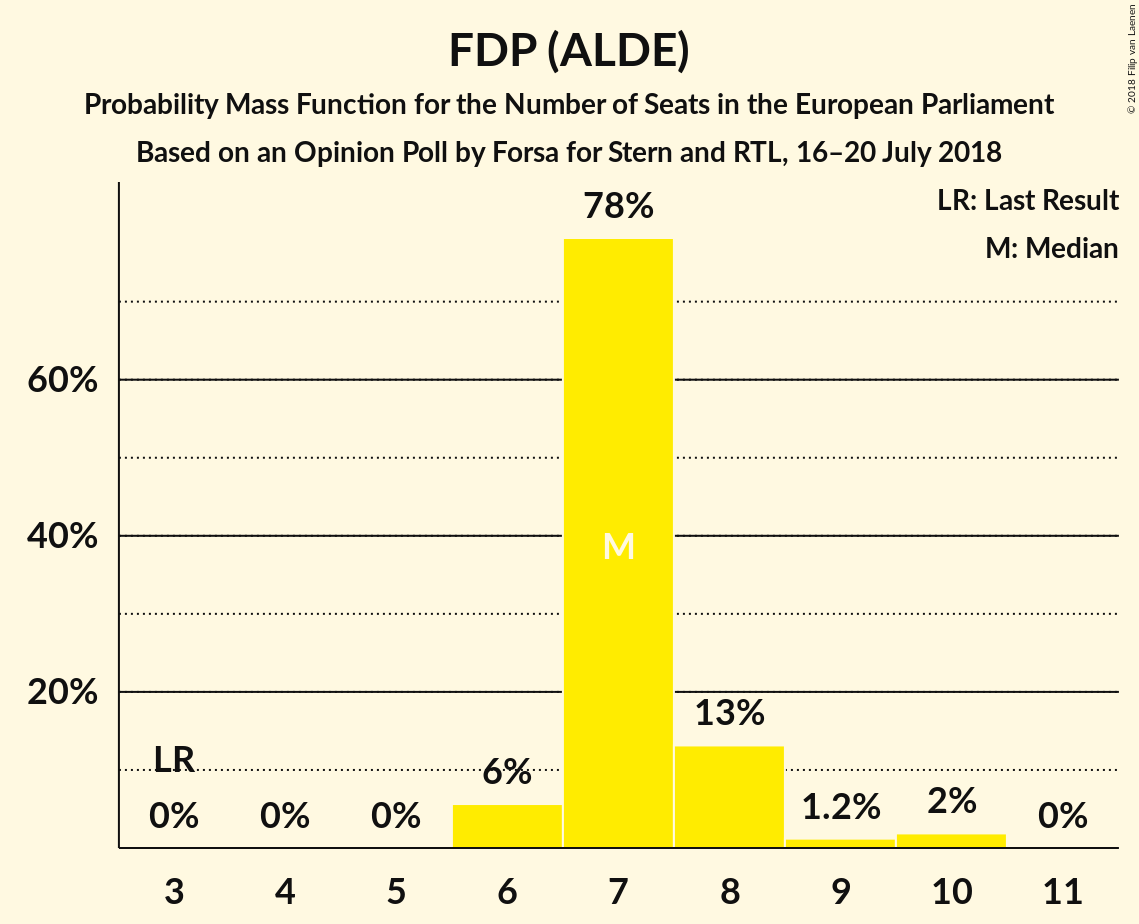 FDP (ALDE)
Probability Mass Function for the Number of Seats in the European Parliament
Based on an Opinion Poll by Forsa for Stern and RTL, 16–20 July 2018
© 2018 Filip van Laenen
LR: Last Result
M: Median
78%
60%
40%
M
20%
13%
LR
6%
0%
0%
0%
1.2%
2%
0%
3 4 5 6 7 8 9 10 11